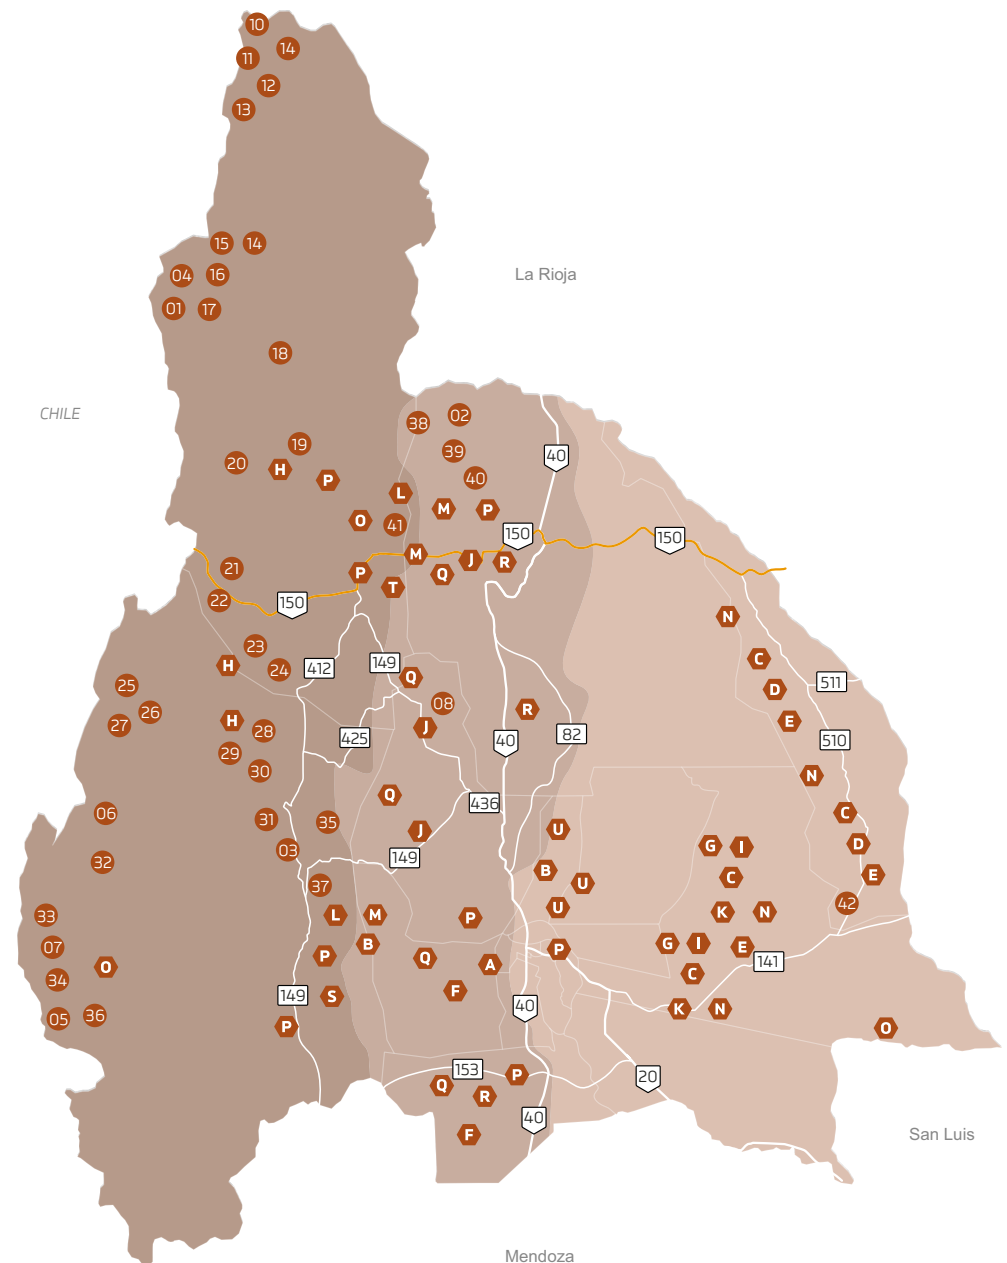 10
14
11
12
13
15
14
La Rioja
04
16
01
17
18
CHILE
38
02
19
39
40
20
H
40
P
L
M
P
O
41
150
150
M
J
R
21
P
Q
T
22
150
N
23
C
H
24
412
149
Q
511
25
D
08
R
26
27
H
J
E
28
425
40
82
510
29
30
N
Q
436
06
31
35
J
U
C
03
149
G
I
D
32
B
C
E
37
U
33
L
M
P
U
K
N
42
07
B
G
I
E
O
P
Q
A
P
141
34
C
149
S
F
40
K
N
05
36
P
O
153
P
20
Q
R
40
F
San Luis
Mendoza